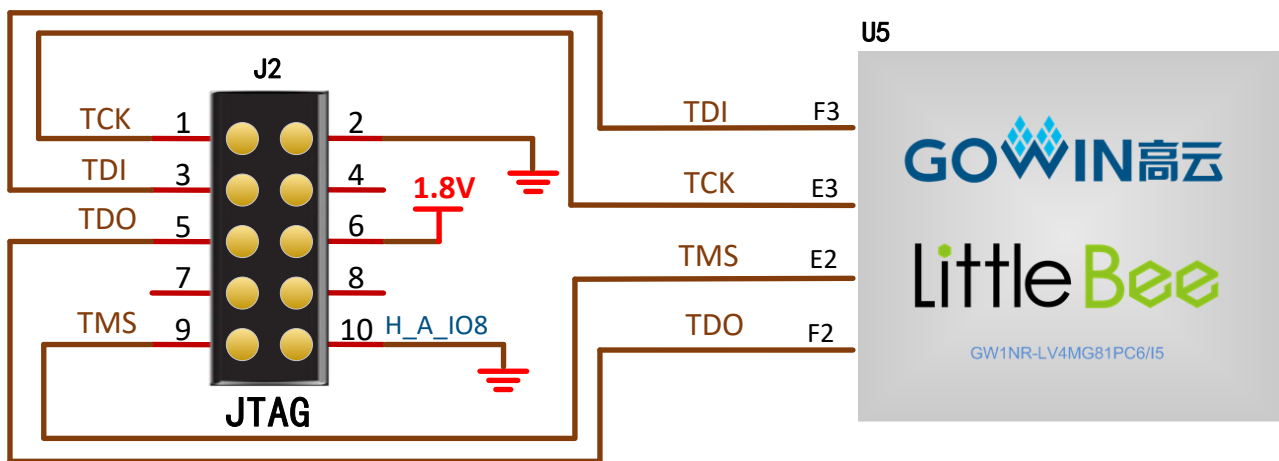 U5
J2
TCK 1 2
TDI 3 4
TDO 5 6
1.8V
7 8
TMS 9 10 H_A_IO8
JTAG
TDI F3
TCK E3
TMS E2
TDO F2
GOWIN高云
LittleBee
GW1NR-LV4MG81PC6/I5